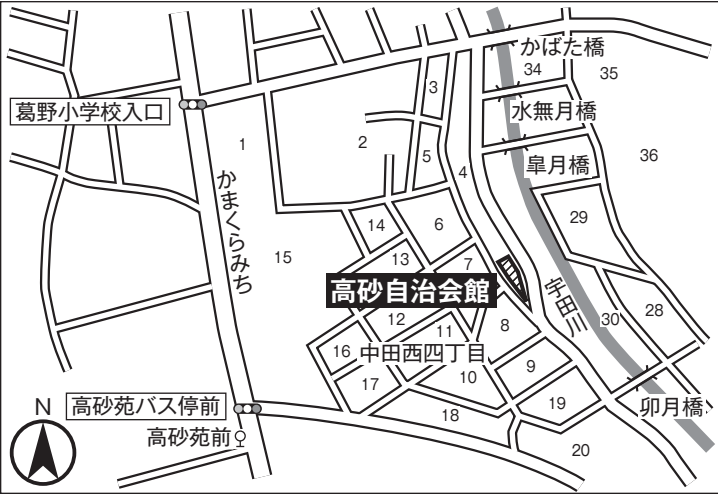 かばた橋
34
35
3
水無月橋
葛野小学校入口
1
2
5
4
皐月橋
36
かまくらみち
14
6
29
15
13
7
高砂自治会館
宇田川
12
11
8
30
28
16
中田西四丁目
17
10
9
高砂苑バス停前
18
19
卯月橋
N
高砂苑前
20